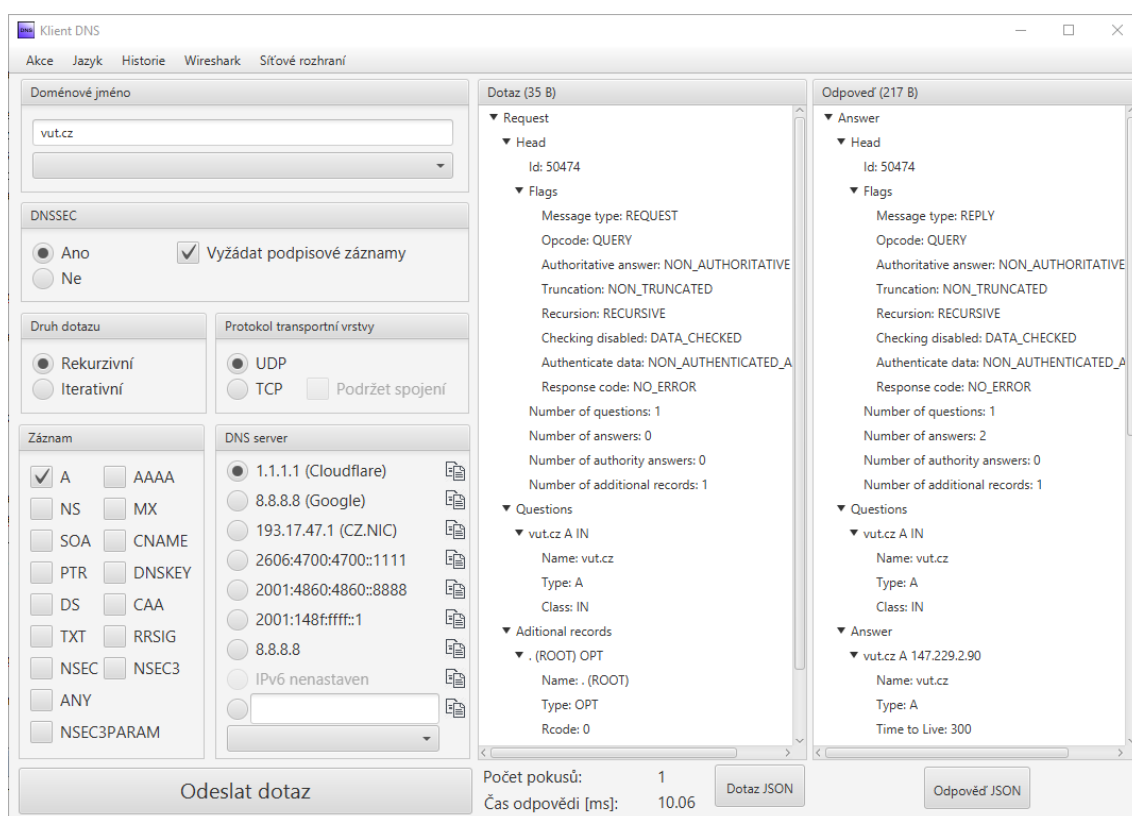 DNS Klient DNS
Akce Jazyk Historie Wireshark Síťové rozhraní
Doménové jméno
vut.cz
DNSSEC
Ano Vyžádat podpisové záznamy
Ne
Druh dotazu
Rekurzivní
Iterativní
Protokol transportní vrstvy
UDP
TCP Podržet spojení
Záznam
A AAAA
NS MX
SOA CNAME
PTR DNSKEY
DS CAA
TXT RRSIG
NSEC NSEC3
ANY
NSEC3PARAM
DNS server
1.1.1.1 (Cloudflare)
8.8.8.8 (Google)
193.17.47.1 (CZ.NIC)
2606:4700:4700::1111
2001:4860:4860::8888
2001:148f:ffff::1
8.8.8.8
IPv6 nenastaven
Odeslat dotaz
Dotaz (35 B)
Request
Head
Id: 50474
Flags
Message type: REQUEST
Opcode: QUERY
Authoritative answer: NON_AUTHORITATIVE
Truncation: NON_TRUNCATED
Recursion: RECURSIVE
Checking disabled: DATA_CHECKED
Authenticate data: NON_AUTHENTICATED_A
Response code: NO_ERROR
Number of questions: 1
Number of answers: 0
Number of authority answers: 0
Number of additional records: 1
Questions
vut.cz A IN
Name: vut.cz
Type: A
Class: IN
Aditional records
. (ROOT) OPT
Name: . (ROOT)
Type: OPT
Rcode: 0
Počet pokusů: 1
Čas odpovědi [ms]: 10.06
Dotaz JSON
Odpoveď (217 B)
Answer
Head
Id: 50474
Flags
Message type: REPLY
Opcode: QUERY
Authoritative answer: NON_AUTHORITATIVE
Truncation: NON_TRUNCATED
Recursion: RECURSIVE
Checking disabled: DATA_CHECKED
Authenticate data: NON_AUTHENTICATED_A
Response code: NO_ERROR
Number of questions: 1
Number of answers: 2
Number of authority answers: 0
Number of additional records: 1
Questions
vut.cz A IN
Name: vut.cz
Type: A
Class: IN
Answer
vut.cz A 147.229.2.90
Name: vut.cz
Type: A
Time to Live: 300
Odpověď JSON